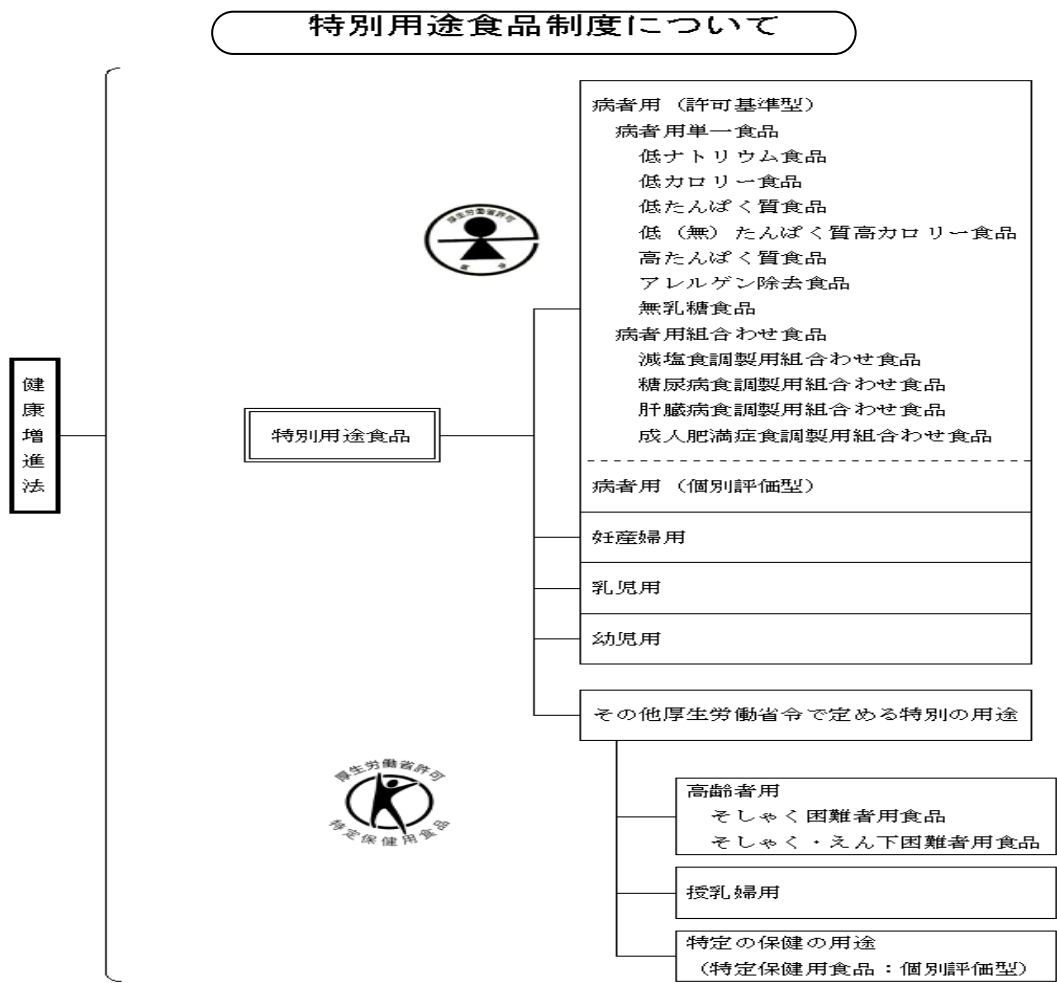 特別用途食品制度について
健康増進法
特別用途食品
厚生労働省許可
病者用（許可基準型）
病者用単一食品
低ナトリウム食品
低カロリー食品
低たんぱく質食品
低（無）たんぱく質高カロリー食品
高たんぱく質食品
アレルゲン除去食品
無乳糖食品
病者用組合わせ食品
減塩食調製用組合わせ食品
糖尿病食調製用組合わせ食品
肝臓病食調製用組合わせ食品
成人肥満症食調製用組合わせ食品
病者用（個別評価型）
妊産婦用
乳児用
幼児用
その他厚生労働省令で定める特別の用途
厚生労働省許可
特定保健用食品
高齢者用
そしゃく困難者用食品
そしゃく・えん下困難者用食品
授乳婦用
特定の保健の用途
（特定保健用食品：個別評価型）